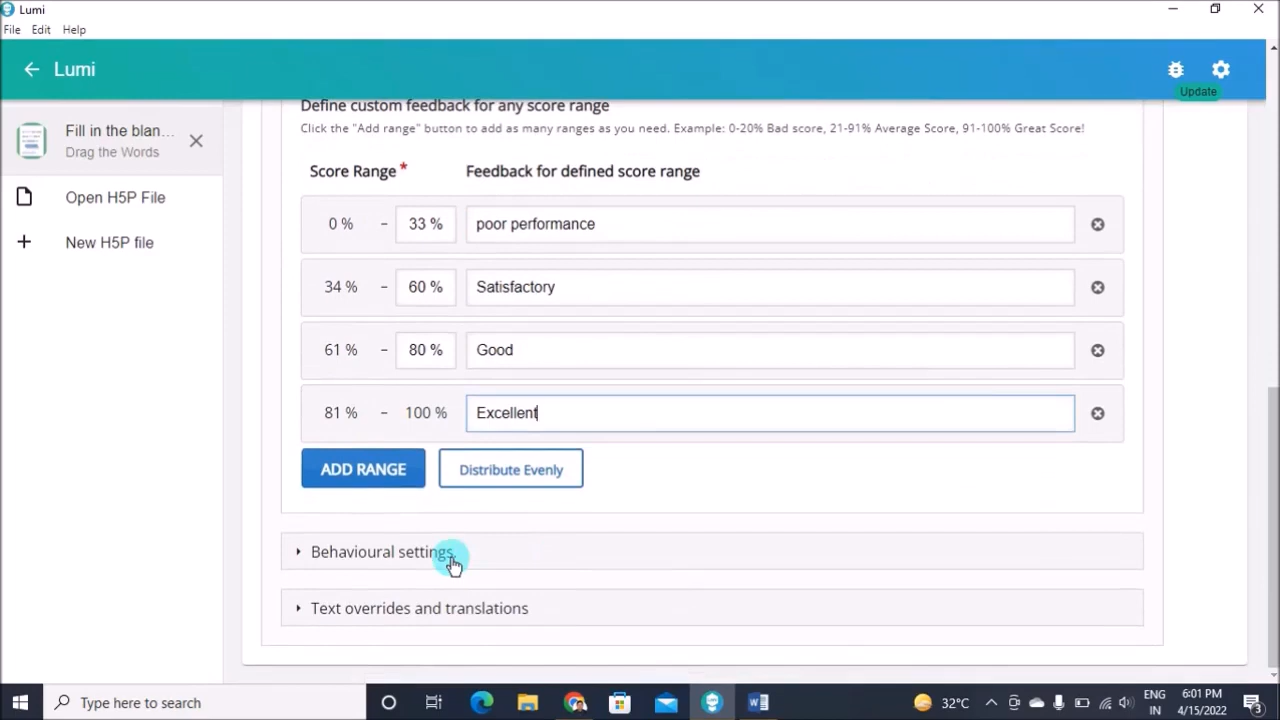 Lumi
File Edit Help
Lumi
Update
Define custom feedback for any score range
Click the "Add range" button to add as many ranges as you need. Example: 0-20% Bad score, 21-91% Average Score, 91-100% Great Score!
Fill in the blan...
Drag the Words
Open H5P File
New H5P file
Score Range * Feedback for defined score range
0 % – 33 % poor performance
34 % – 60 % Satisfactory
61 % – 80 % Good
81 % – 100 % Excellent
ADD RANGE Distribute Evenly
Behavioural settings
Text overrides and translations
Type here to search
32°C
ENG
IN
6:01 PM
4/15/2022
3